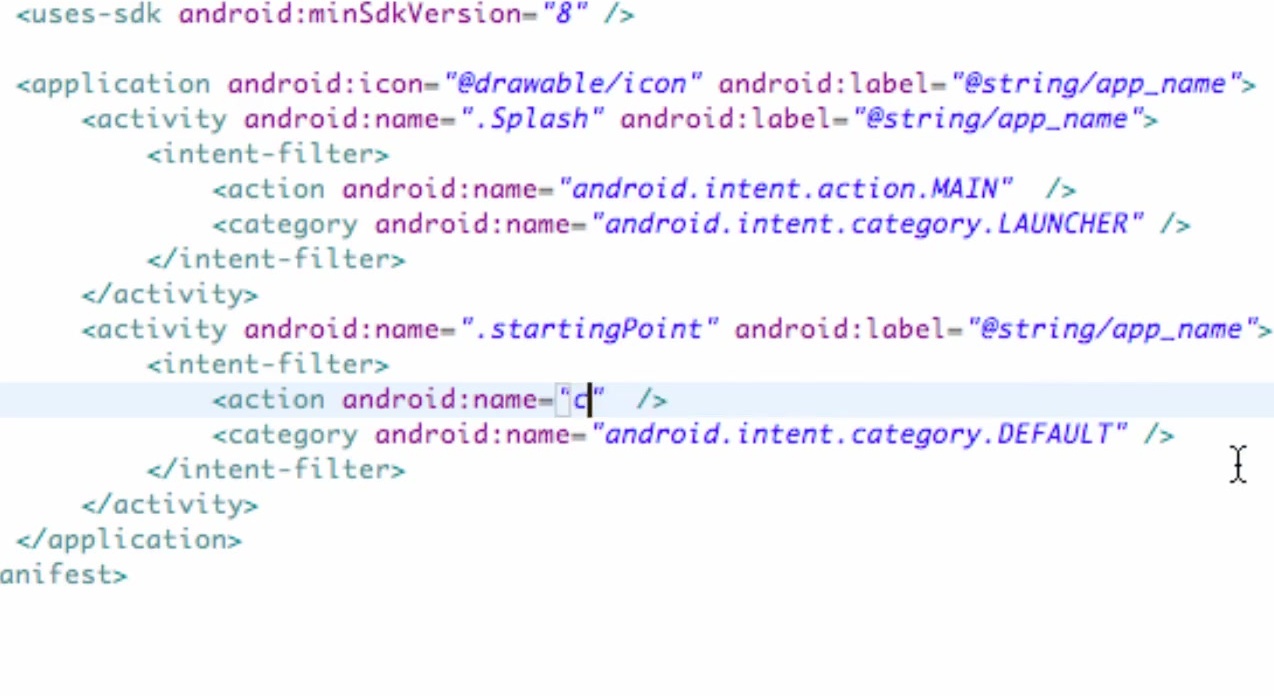 <uses-sdk android:minSdkVersion="8" />
<application android:icon="@drawable/icon" android:label="@string/app_name">
<activity android:name=".Splash" android:label="@string/app_name">
<intent-filter>
<action android:name="android.intent.action.MAIN"  />
<category android:name="android.intent.category.LAUNCHER" />
</intent-filter>
</activity>
<activity android:name=".startingPoint" android:label="@string/app_name">
<intent-filter>
<action android:name="c"  />
<category android:name="android.intent.category.DEFAULT" />
</intent-filter>
</activity>
</application>
anifest>